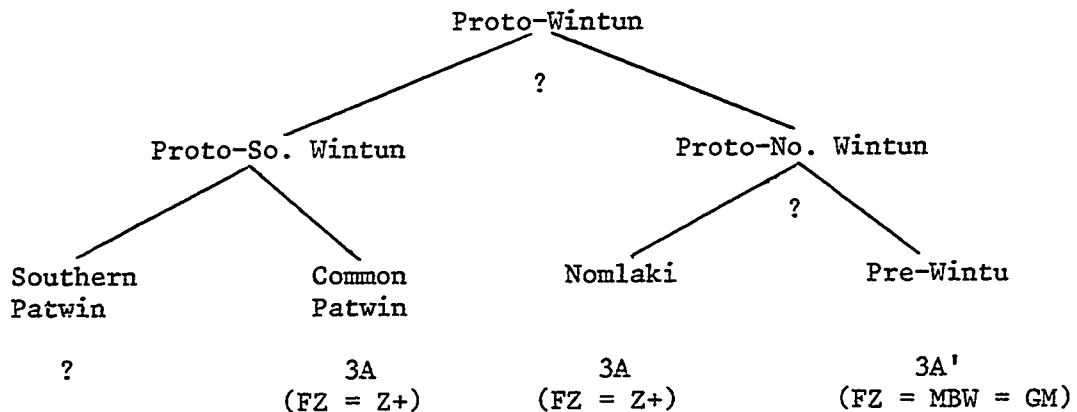 Proto-Wintun
?
Proto-So. Wintun Proto-No. Wintun
?
Southern Common Nomlaki Pre-Wintu
Patwin Patwin
? 3A 3A 3A'
(FZ = Z+) (FZ = Z+) (FZ = MBW = GM)